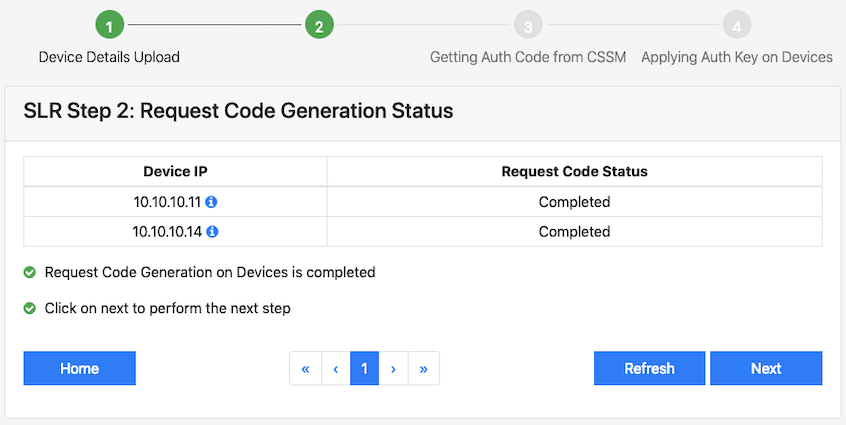 1 2 3 4
Device Details Upload Getting Auth Code from CSSM Applying Auth Key on Devices
SLR Step 2: Request Code Generation Status
Device IP Request Code Status
10.10.10.11 Completed
10.10.10.14 Completed
Request Code Generation on Devices is completed
Click on next to perform the next step
Home « ‹ 1 › » Refresh Next